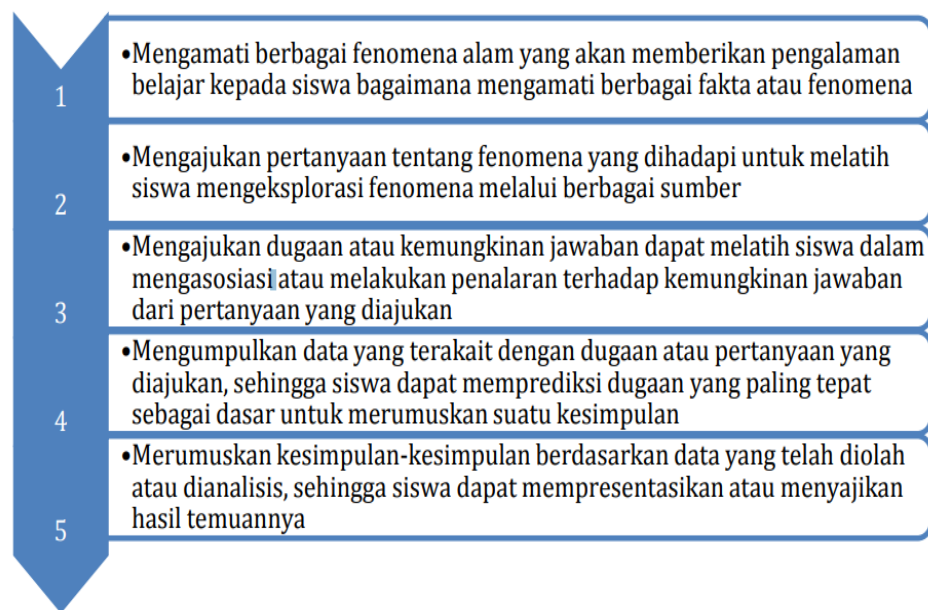 1
•Mengamati berbagai fenomena alam yang akan memberikan pengalaman
belajar kepada siswa bagaimana mengamati berbagai fakta atau fenomena
2
•Mengajukan pertanyaan tentang fenomena yang dihadapi untuk melatih
siswa mengeksplorasi fenomena melalui berbagai sumber
3
•Mengajukan dugaan atau kemungkinan jawaban dapat melatih siswa dalam
mengasosiasi atau melakukan penalaran terhadap kemungkinan jawaban
dari pertanyaan yang diajukan
4
•Mengumpulkan data yang terakait dengan dugaan atau pertanyaan yang
diajukan, sehingga siswa dapat memprediksi dugaan yang paling tepat
sebagai dasar untuk merumuskan suatu kesimpulan
5
•Merumuskan kesimpulan-kesimpulan berdasarkan data yang telah diolah
atau dianalisis, sehingga siswa dapat mempresentasikan atau menyajikan
hasil temuannya